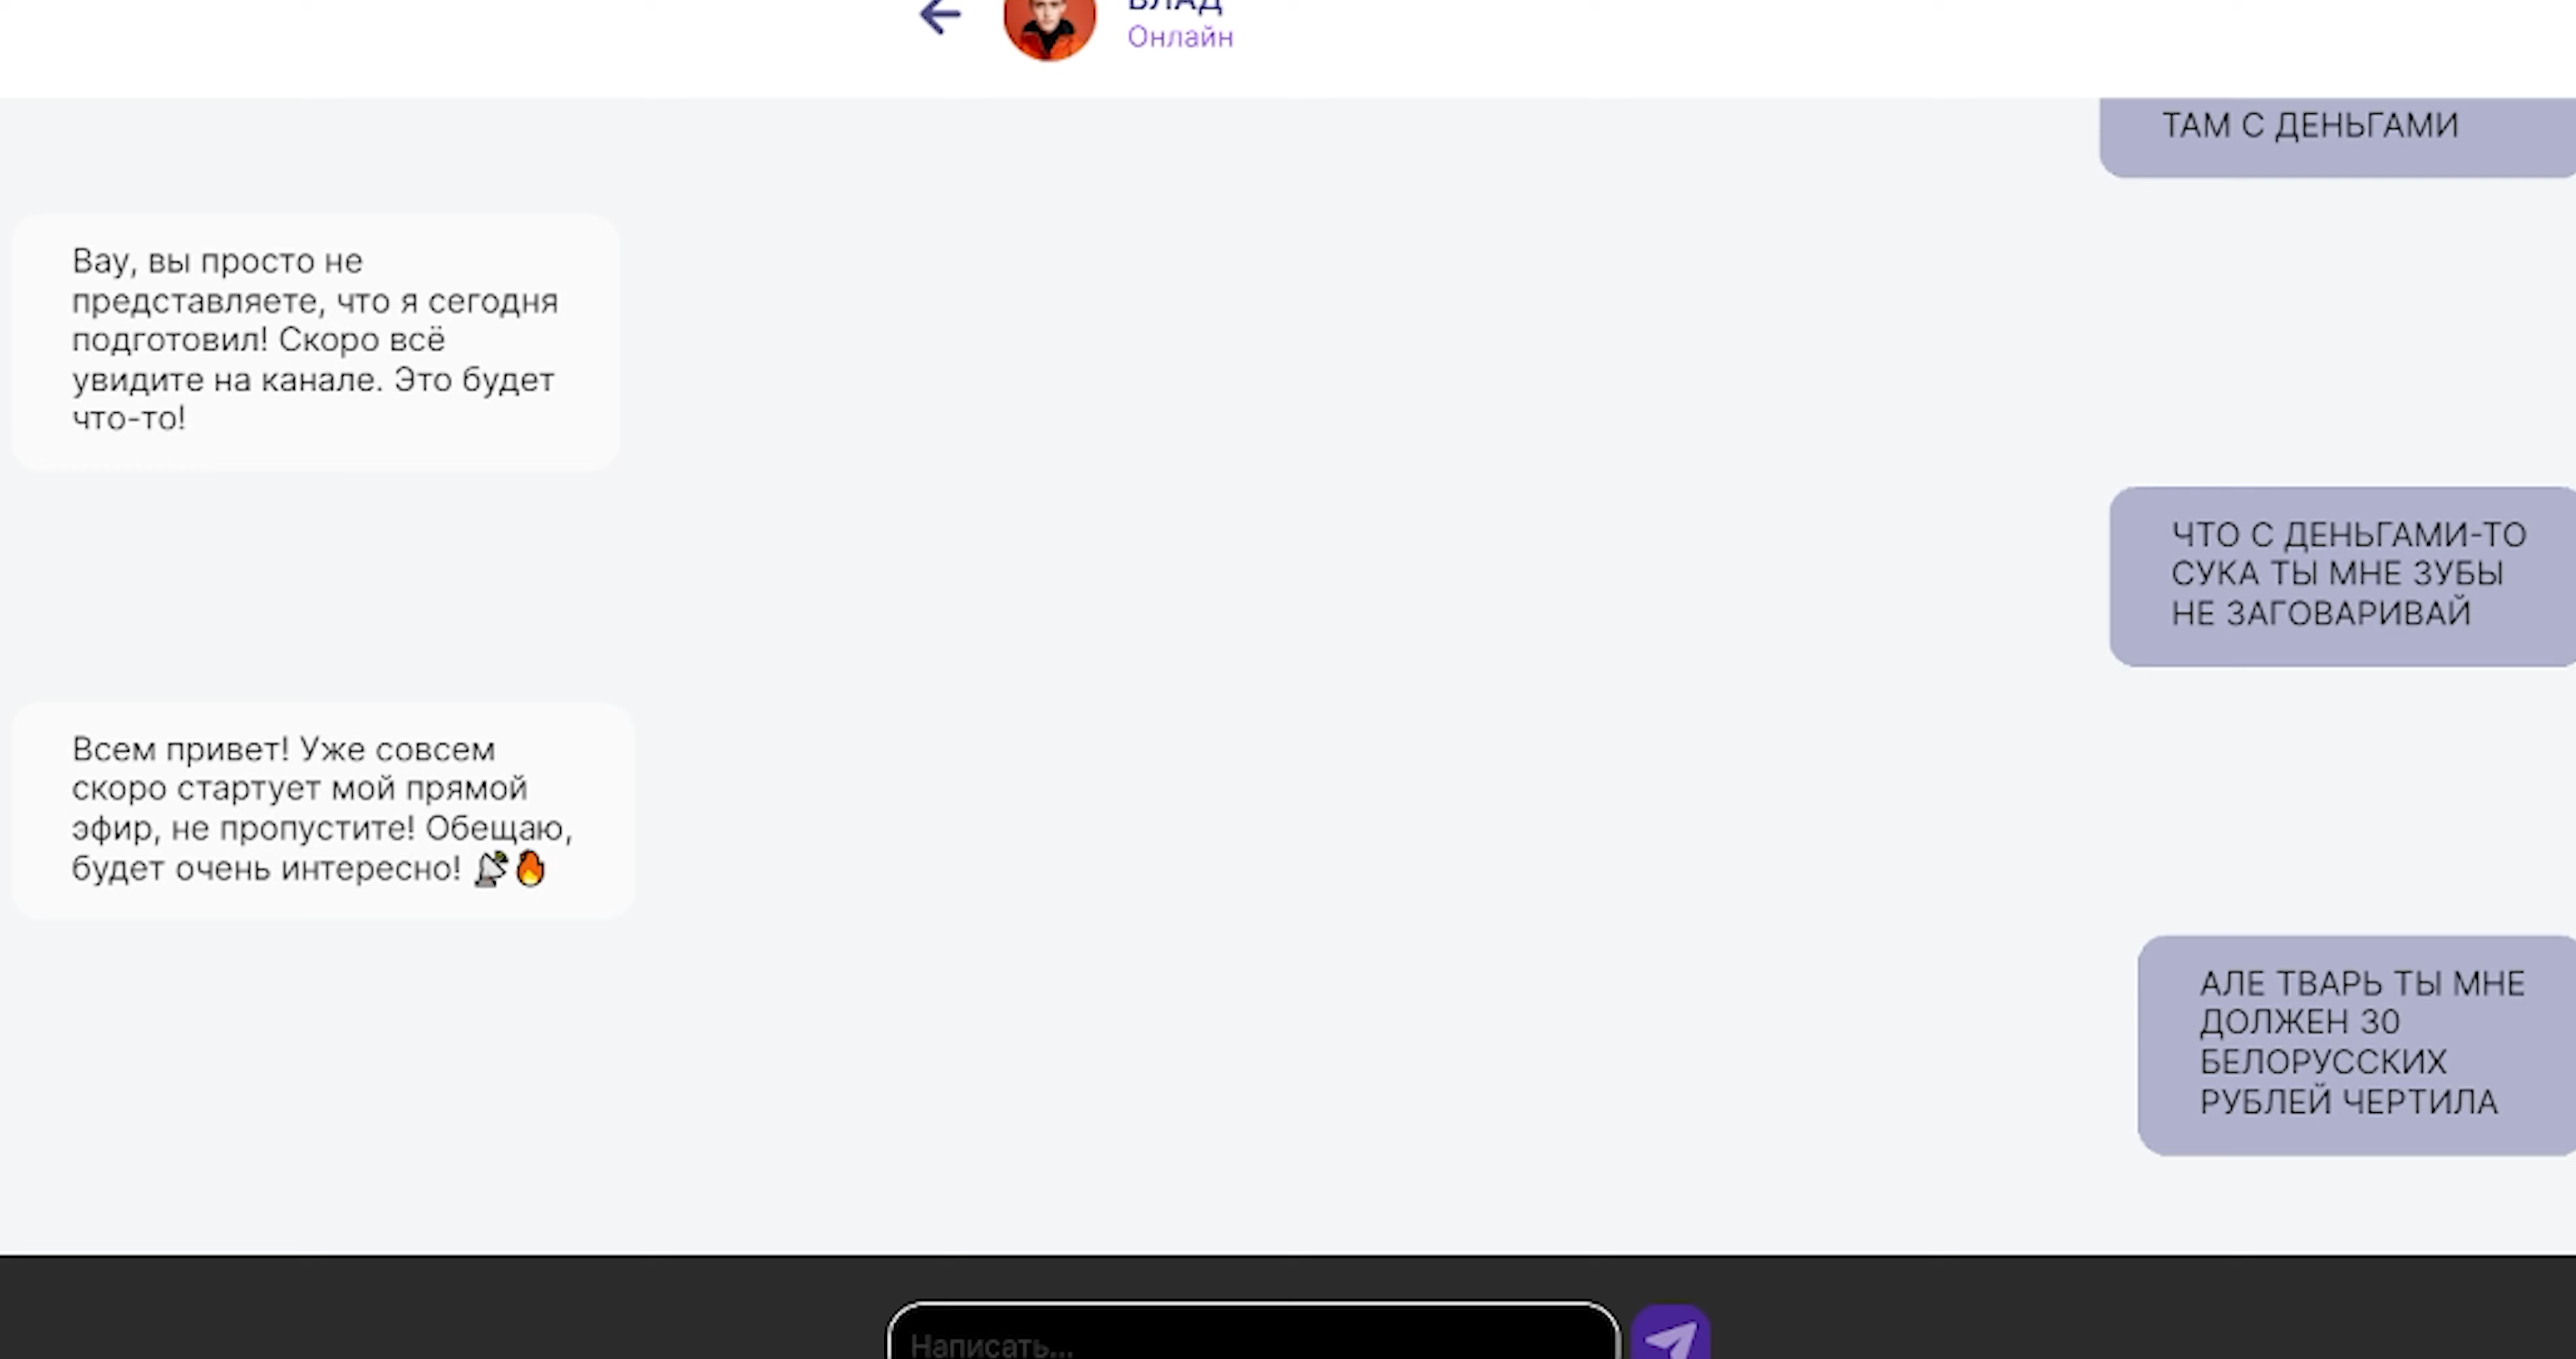 ВЛАД
Онлайн
ТАМ С ДЕНЬГАМИ
Вау, вы просто не
представляете, что я сегодня
подготовил! Скоро всё
увидите на канале. Это будет
что-то!
ЧТО С ДЕНЬГАМИ-ТО
СУКА ТЫ МНЕ ЗУБЫ
НЕ ЗАГОВАРИВАЙ
Всем привет! Уже совсем
скоро стартует мой прямой
эфир, не пропустите! Обещаю,
будет очень интересно! 📡🔥
АЛЕ ТВАРЬ ТЫ МНЕ
ДОЛЖЕН 30
БЕЛОРУССКИХ
РУБЛЕЙ ЧЕРТИЛА
Написать...